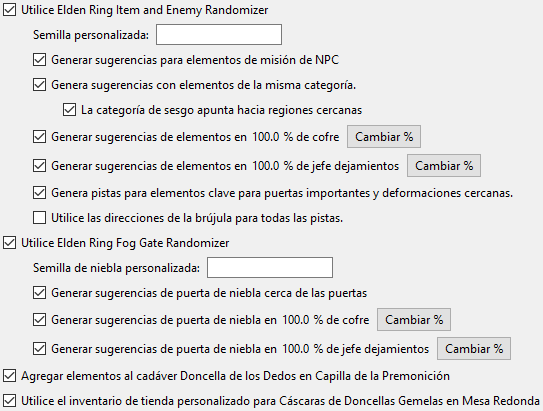 Utilice Elden Ring Item and Enemy Randomizer
Semilla personalizada:
Generar sugerencias para elementos de misión de NPC
Genera sugerencias con elementos de la misma categoría.
La categoría de sesgo apunta hacia regiones cercanas
Generar sugerencias de elementos en 100.0 % de cofre Cambiar %
Generar sugerencias de elementos en 100.0 % de jefe dejamientos Cambiar %
Genera pistas para elementos clave para puertas importantes y deformaciones cercanas.
Utilice las direcciones de la brújula para todas las pistas.
Utilice Elden Ring Fog Gate Randomizer
Semilla de niebla personalizada:
Generar sugerencias de puerta de niebla cerca de las puertas
Generar sugerencias de puerta de niebla en 100.0 % de cofre Cambiar %
Generar sugerencias de puerta de niebla en 100.0 % de jefe dejamientos Cambiar %
Agregar elementos al cadáver Doncella de los Dedos en Capilla de la Premonición
Utilice el inventario de tienda personalizado para Cáscaras de Doncellas Gemelas en Mesa Redonda